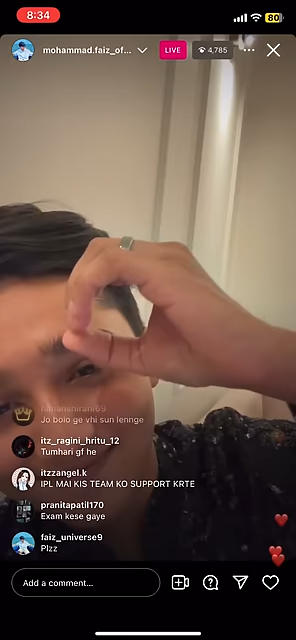 8:34
80
mohammad.faiz_of...
LIVE
4,785
Jo bolo ge vhi sun lennge
itz_ragini_hritu_12
Tumhari gf he
itzzangel.k
IPL MAI KIS TEAM KO SUPPORT KRTE
pranitapatil170
Exam kese gaye
faiz_universe9
Plzz
Add a comment...